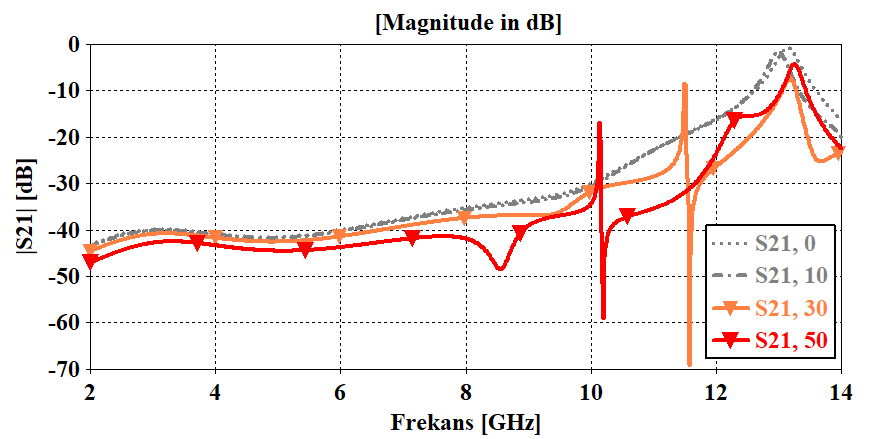 [Magnitude in dB]
0
-10
-20
-30
-40
-50
-60
-70
|S21| [dB]
S21, 0
S21, 10
S21, 30
S21, 50
2 4 6 8 10 12 14
Frekans [GHz]